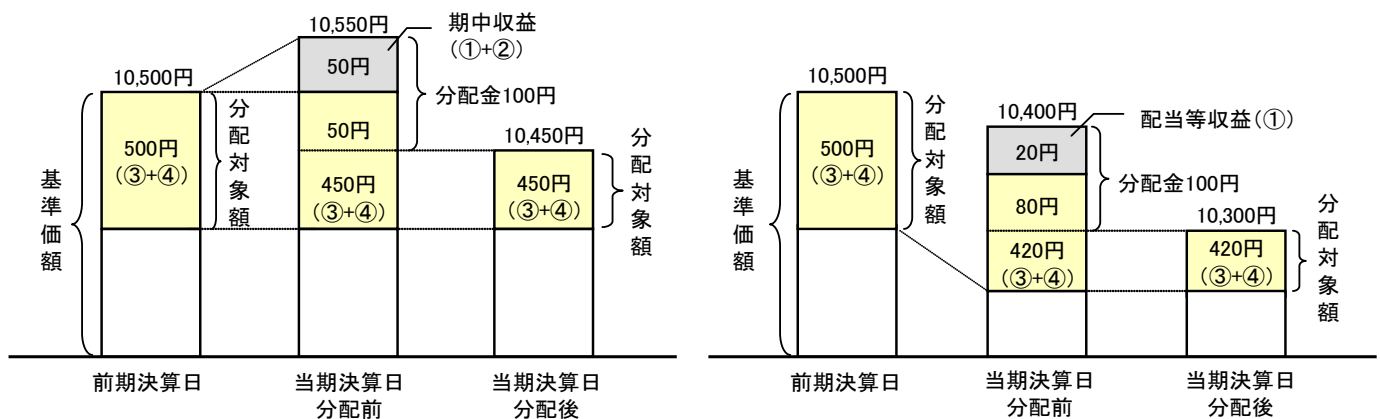 10,550円
期中収益
(①+②)
10,500円
50円
分配金100円
50円
500円
(③+④)
分配対象額
10,450円
450円
(③+④)
450円
(③+④)
分配対象額
基準価額
前期決算日
当期決算日
分配前
当期決算日
分配後
10,500円
10,400円
配当等収益(①)
20円
分配金100円
500円
(③+④)
分配対象額
80円
10,300円
420円
(③+④)
420円
(③+④)
分配対象額
基準価額
前期決算日
当期決算日
分配前
当期決算日
分配後